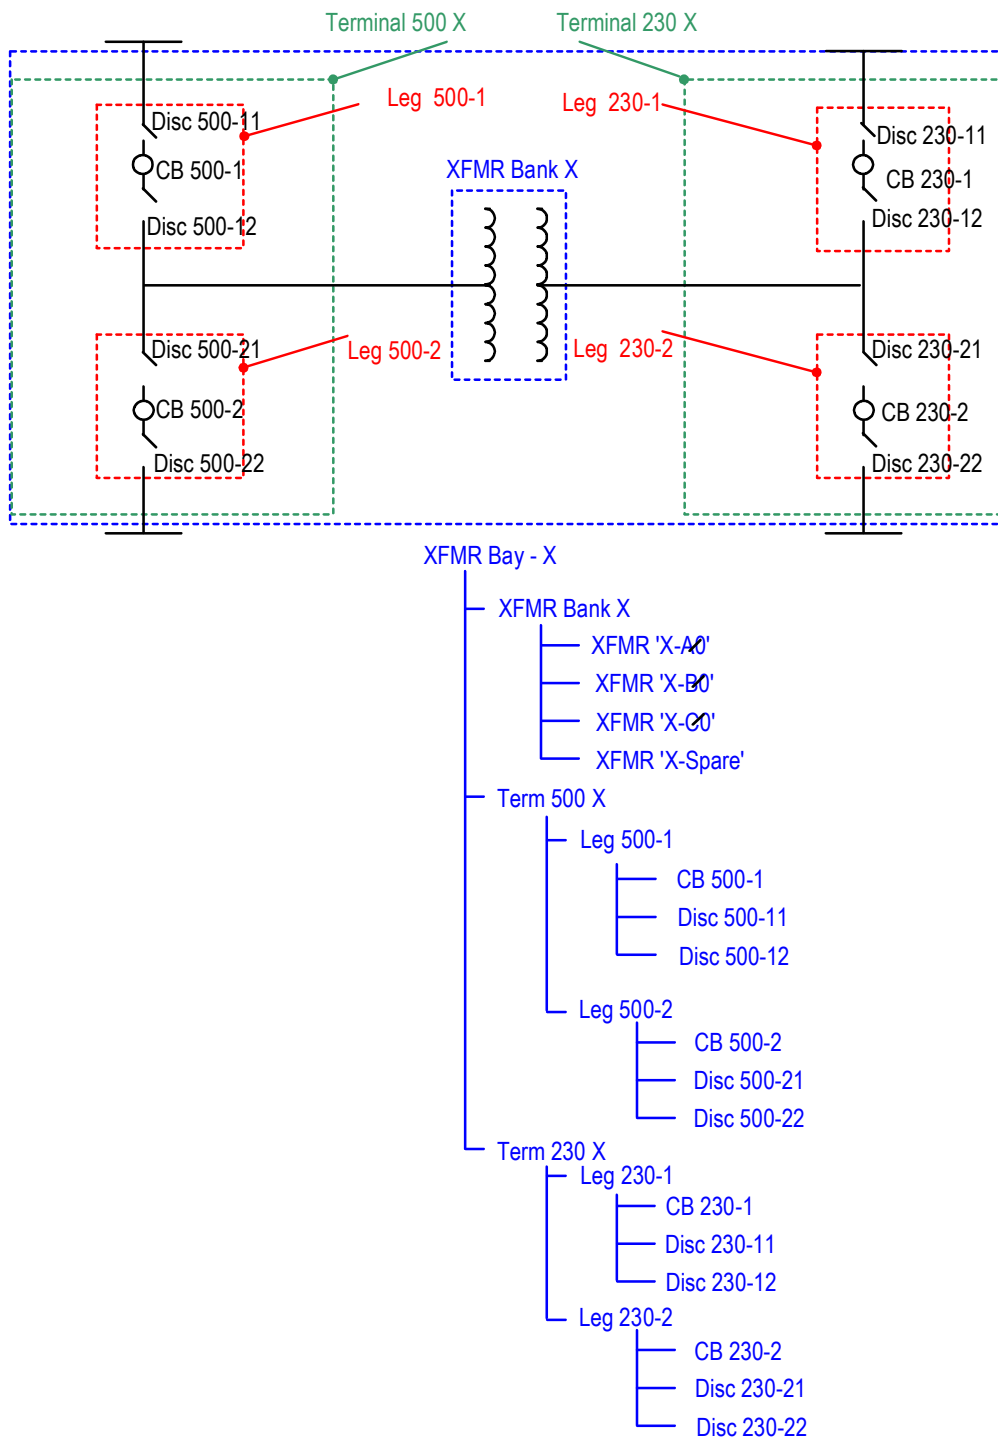 Terminal 500 X
Terminal 230 X
Leg  500-1
Leg  230-1
Disc 500-11
CB 500-1
Disc 500-12
XFMR Bank X
Disc 230-11
CB 230-1
Disc 230-12
Disc 500-21
Leg 500-2
Leg  230-2
Disc 230-21
CB 500-2
CB 230-2
Disc 500-22
Disc 230-22
XFMR Bay - X
XFMR Bank X
XFMR 'X-A0'
XFMR 'X-B0'
XFMR 'X-C0'
XFMR 'X-Spare'
Term 500 X
Leg 500-1
CB 500-1
Disc 500-11
Disc 500-12
Leg 500-2
CB 500-2
Disc 500-21
Disc 500-22
Term 230 X
Leg 230-1
CB 230-1
Disc 230-11
Disc 230-12
Leg 230-2
CB 230-2
Disc 230-21
Disc 230-22